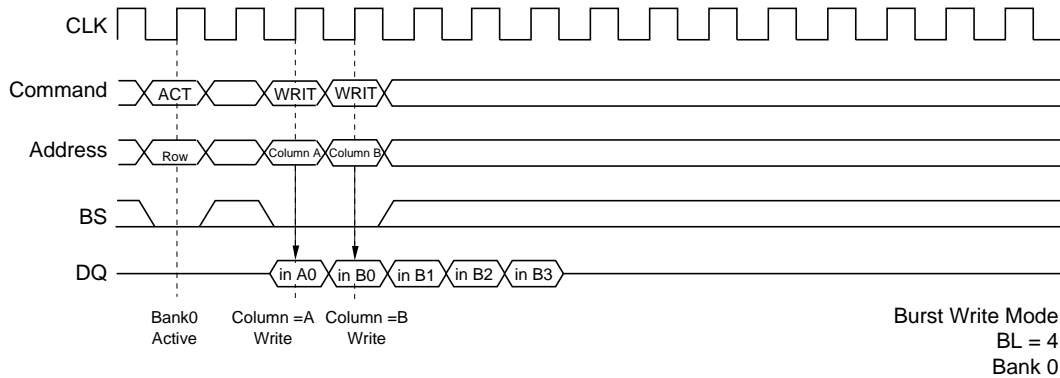 CLK
Command ACT WRIT WRIT
Address Row Column A Column B
BS
DQ in A0 in B0 in B1 in B2 in B3
Bank0 Column =A Column =B
Active Write Write
Burst Write Mode
BL = 4
Bank 0